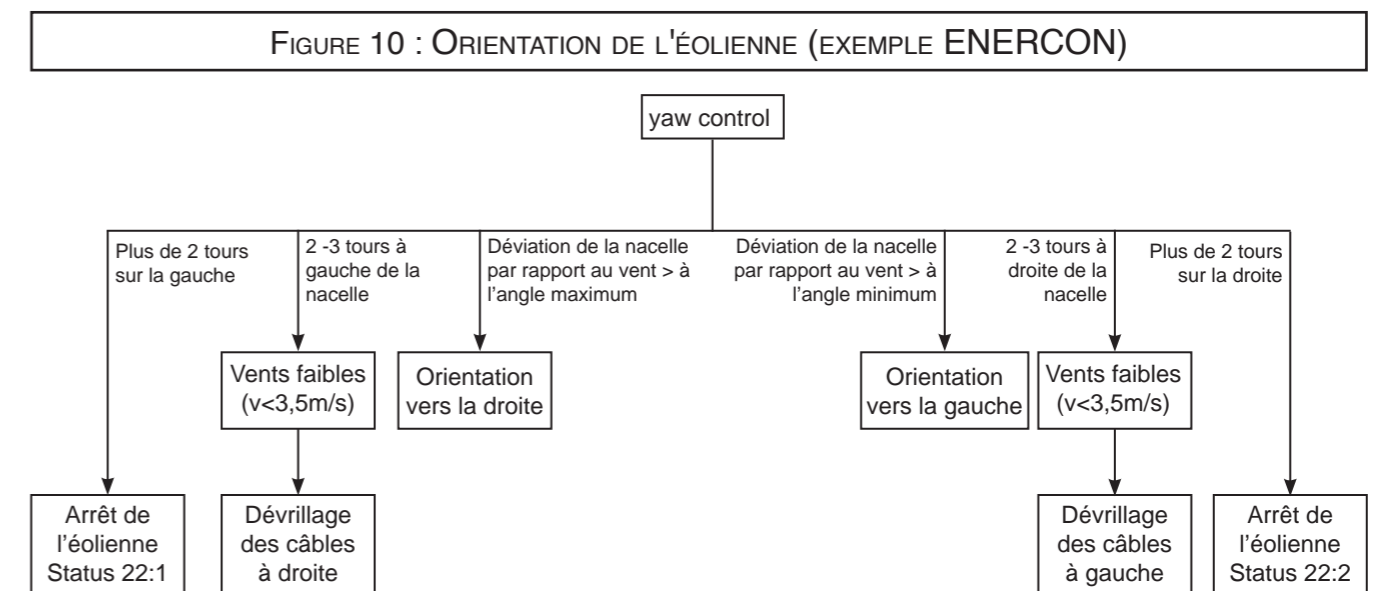 FIGURE 10 : ORIENTATION DE L'ÉOLIENNE (EXEMPLE ENERCON)
yaw control
Plus de 2 tours
sur la gauche
2 -3 tours à
gauche de la
nacelle
Déviation de la nacelle
par rapport au vent > à
l'angle maximum
Déviation de la nacelle
par rapport au vent > à
l'angle minimum
2 -3 tours à
droite de la
nacelle
Plus de 2 tours
sur la droite
Vents faibles
(v<3,5m/s)
Orientation
vers la droite
Orientation
vers la gauche
Vents faibles
(v<3,5m/s)
Arrêt de
l'éolienne
Status 22:1
Dévrillage
des câbles
à droite
Dévrillage
des câbles
à gauche
Arrêt de
l'éolienne
Status 22:2